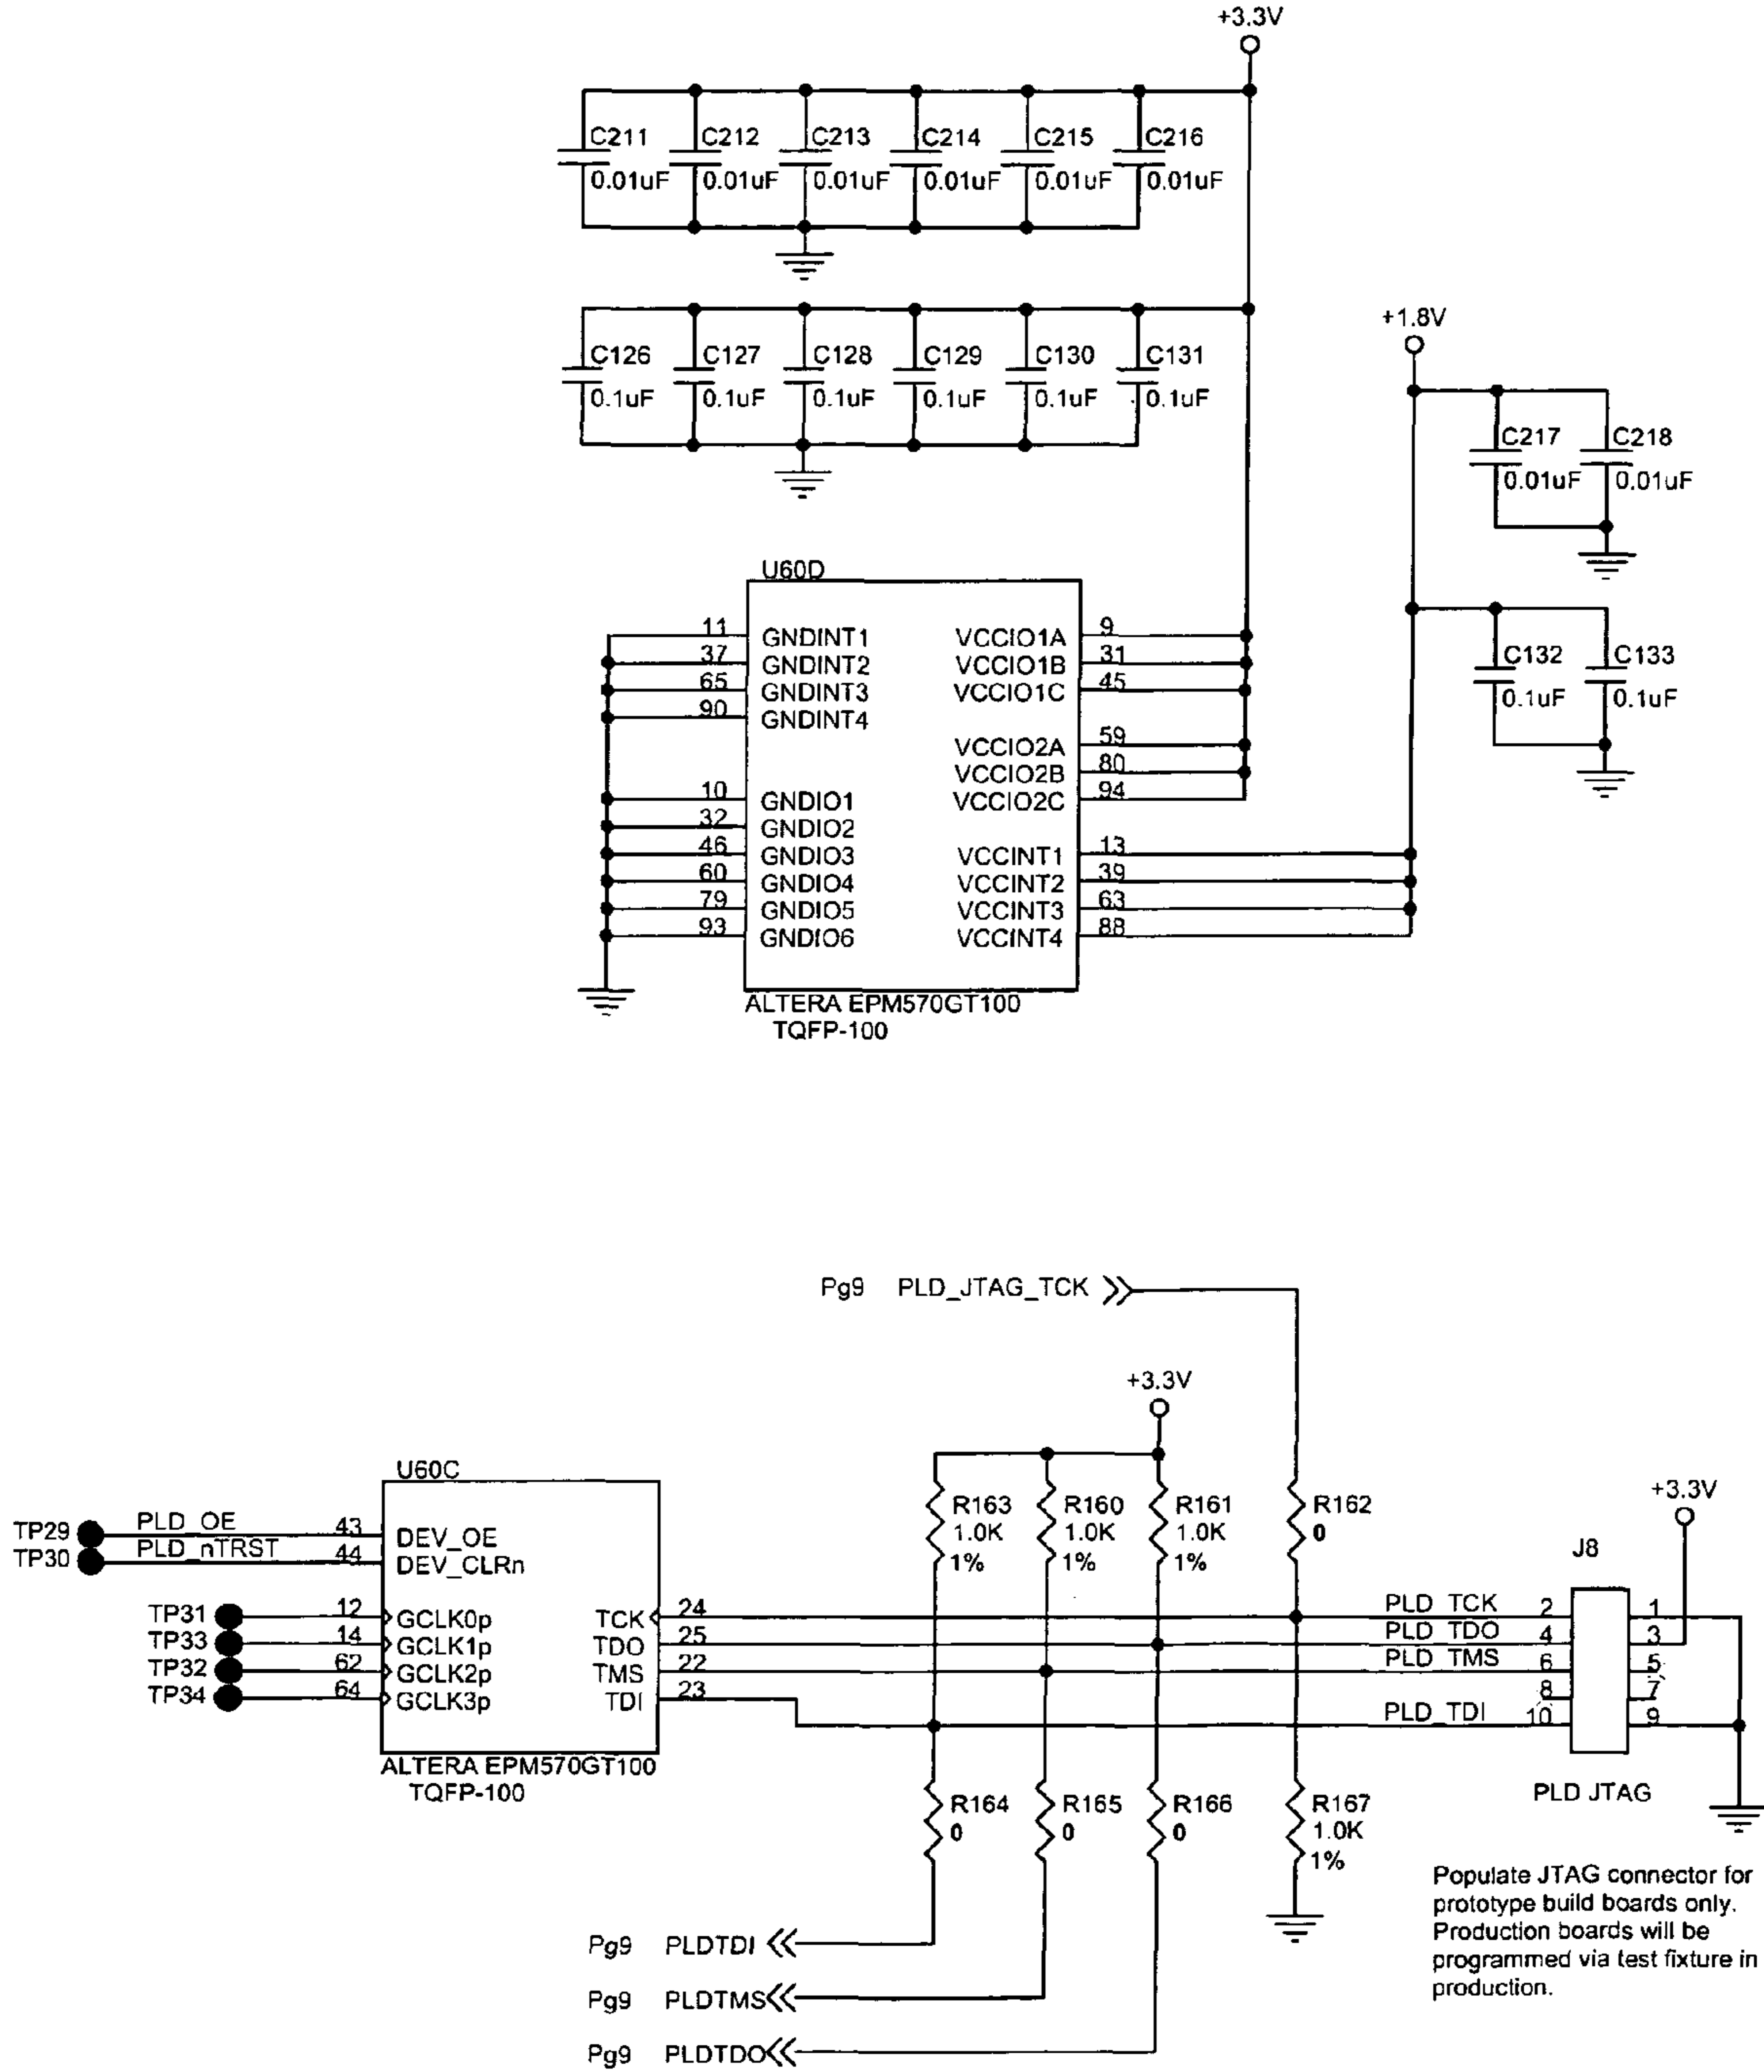 +3.3V
C211 C212 C213 C214 C215 C216
0.01uF 0.01uF 0.01uF 0.01uF 0.01uF 0.01uF
+1.8V
C126 C127 C128 C129 C130 C131
0.1uF 0.1uF 0.1uF 0.1uF 0.1uF 0.1uF
C217 C218
0.01uF 0.01uF
U60D
11 GNDINT1 VCCIO1A 9
37 GNDINT2 VCCIO1B 31
65 GNDINT3 VCCIO1C 45
90 GNDINT4
C132 C133
0.1uF 0.1uF
VCCIO2A 59
VCCIO2B 80
10 GNDIO1 VCCIO2C 94
32 GNDIO2
46 GNDIO3 VCCINT1 13
60 GNDIO4 VCCINT2 39
79 GNDIO5 VCCINT3 63
93 GNDIO6 VCCINT4 88
ALTERA EPM570GT100
TQFP-100
Pg9 PLD_JTAG_TCK
+3.3V
U60C
+3.3V
R163 R160 R161 R162
1.0K 1.0K 1.0K 0
1% 1% 1%
J8
TP29 PLD_OE 43 DEV_OE
TP30 PLD_nTRST 44 DEV_CLRn
TP31 12 GCLK0p TCK 24 PLD_TCK 2 1
TP33 14 GCLK1p TDO 25 PLD_TDO 4 3
TP32 62 GCLK2p TMS 22 PLD_TMS 6 5
TP34 64 GCLK3p TDI 23 8 7
PLD_TDI 10 9
ALTERA EPM570GT100
TQFP-100
PLD JTAG
R164 R165 R166 R167
0 0 0 1.0K
1%
Populate JTAG connector for
prototype build boards only.
Production boards will be
programmed via test fixture in
production.
Pg9 PLDTDI
Pg9 PLDTMS
Pg9 PLDTDO